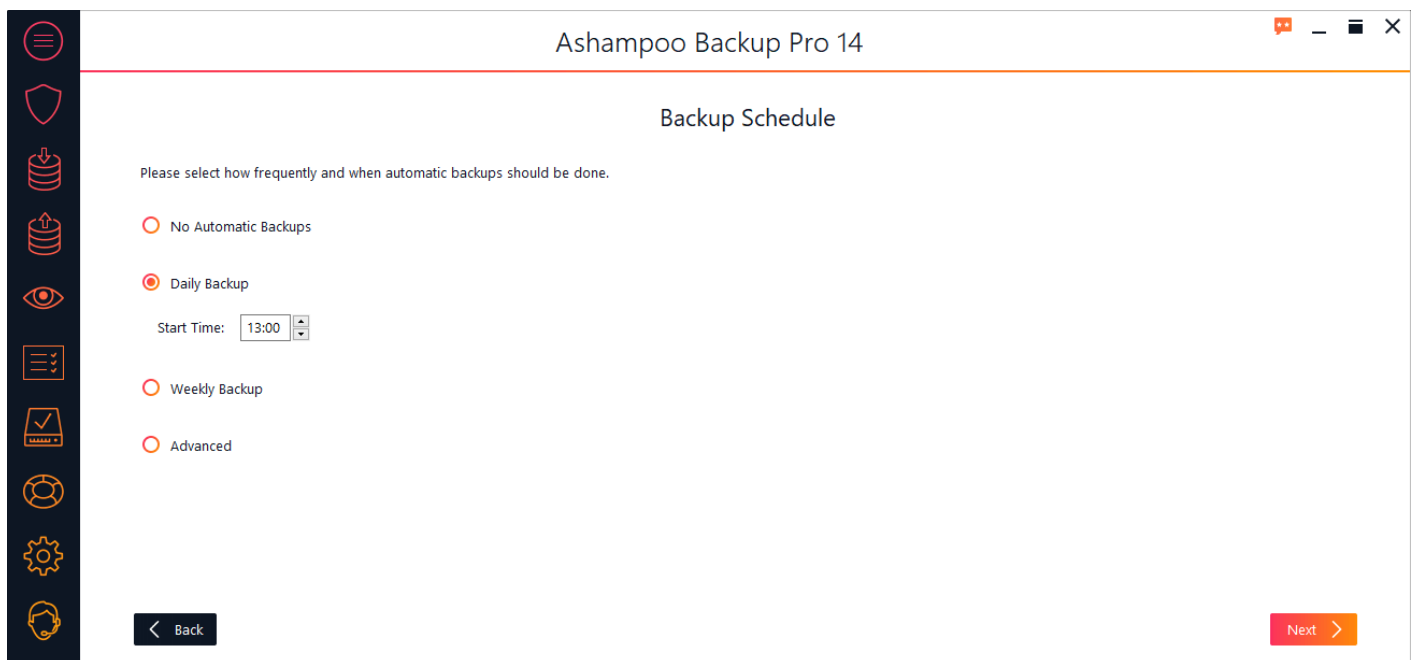 Ashampoo Backup Pro 14
Backup Schedule
Please select how frequently and when automatic backups should be done.
No Automatic Backups
Daily Backup
Start Time: 13:00
Weekly Backup
Advanced
Back
Next